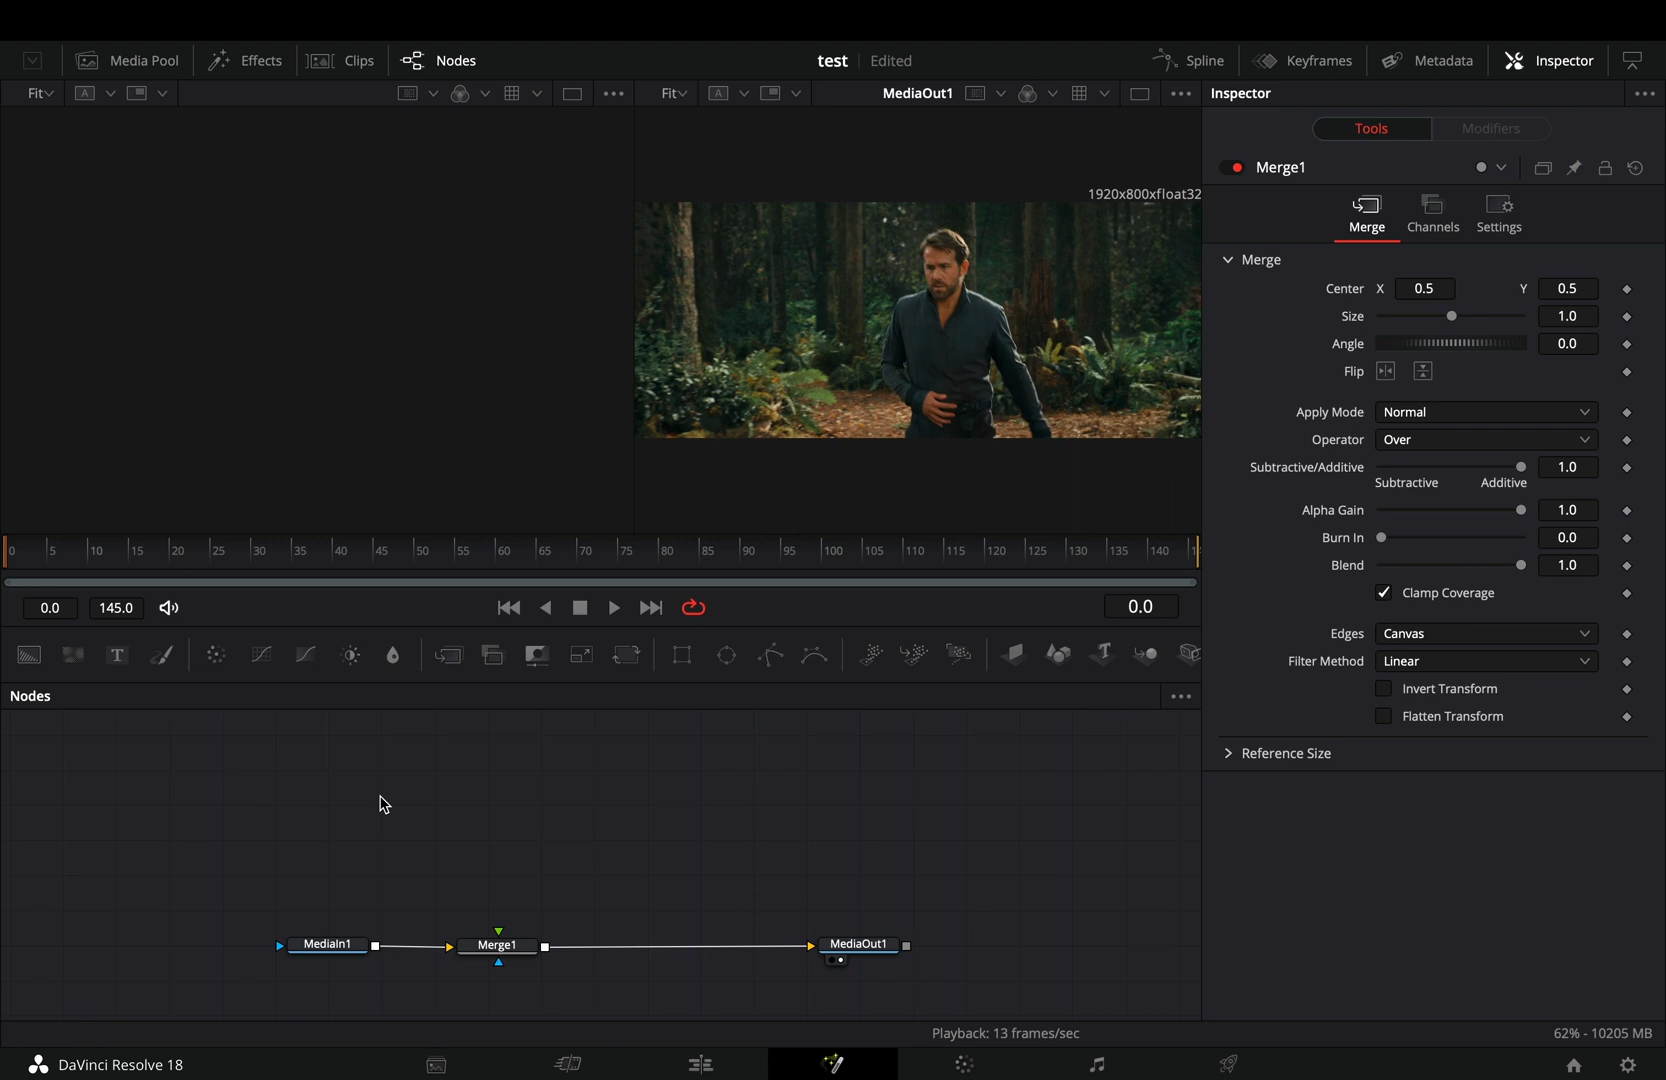 Media Pool Effects Clips Nodes test Edited Spline Keyframes Metadata Inspector
Fit A Fit A MediaOut1 Inspector
Tools Modifiers
Merge1
1920x800xfloat32
Merge Channels Settings
Merge
Center X 0.5 Y 0.5
Size 1.0
Angle 0.0
Flip
Apply Mode Normal
Operator Over
Subtractive/Additive 1.0
Subtractive Additive
Alpha Gain 1.0
Burn In 0.0
Blend 1.0
Clamp Coverage
Edges Canvas
Filter Method Linear
Invert Transform
Flatten Transform
Reference Size
0 5 10 15 20 25 30 35 40 45 50 55 60 65 70 75 80 85 90 95 100 105 110 115 120 125 130 135 140
0.0 145.0 0.0
T T
Nodes
MediaIn1 Merge1 MediaOut1
Playback: 13 frames/sec 62% - 10205 MB
DaVinci Resolve 18